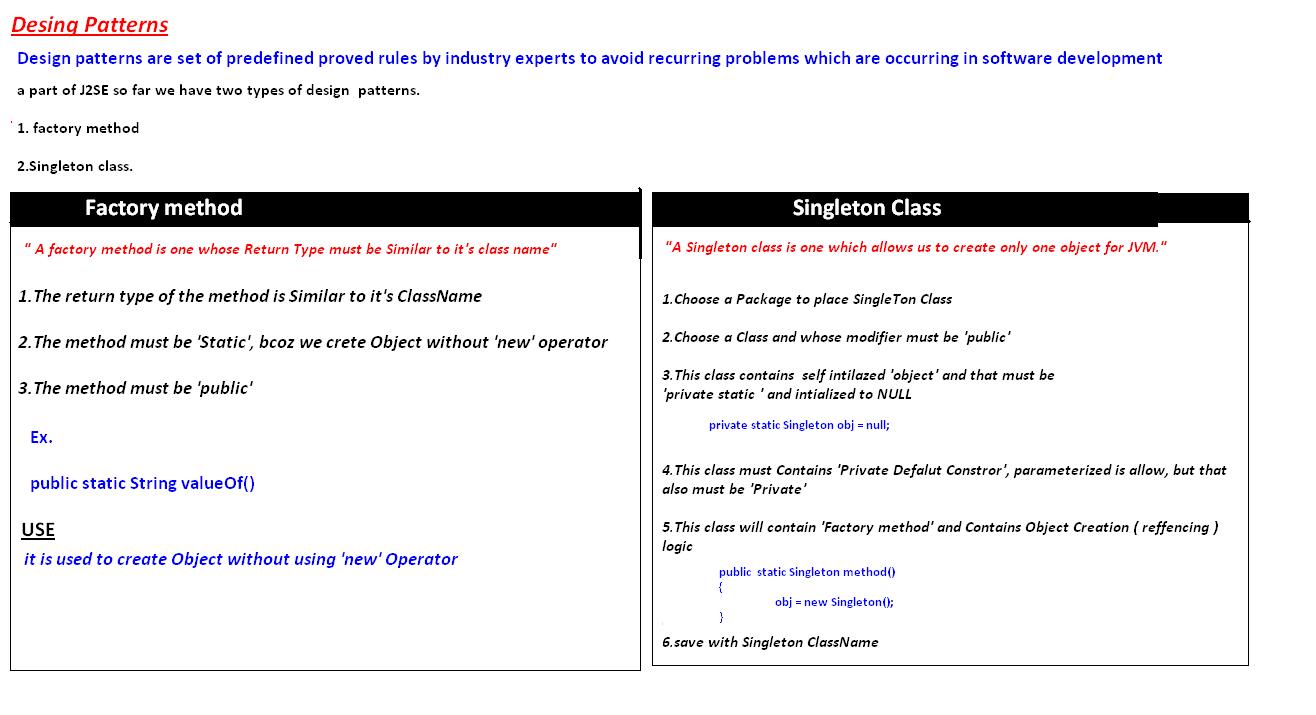 Desing Patterns
Design patterns are set of predefined proved rules by industry experts to avoid recurring problems which are occurring in software development
a part of J2SE so far we have two types of design patterns.
1. factory method
2.Singleton class.
Factory method
" A factory method is one whose Return Type must be Similar to it's class name"
1.The return type of the method is Similar to it's ClassName
2.The method must be 'Static', bcoz we crete Object without 'new' operator
3.The method must be 'public'
Ex.
public static String valueOf()
USE
it is used to create Object without using 'new' Operator
Singleton Class
"A Singleton class is one which allows us to create only one object for JVM."
1.Choose a Package to place SingleTon Class
2.Choose a Class and whose modifier must be 'public'
3.This class contains self intilazed 'object' and that must be
'private static ' and intialized to NULL
private static Singleton obj = null;
4.This class must Contains 'Private Defalut Constror', parameterized is allow, but that
also must be 'Private'
5.This class will contain 'Factory method' and Contains Object Creation ( reffencing )
logic
public static Singleton method()
{
obj = new Singleton();
}
6.save with Singleton ClassName